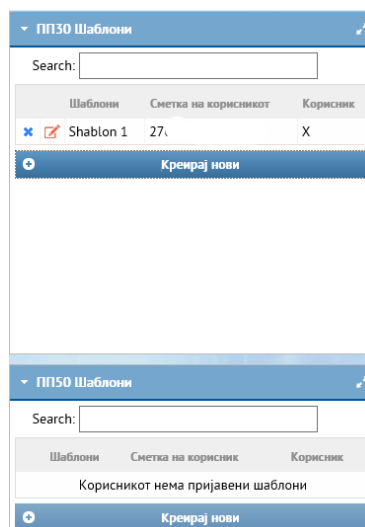 ПП30 Шаблони
Search:
Шаблони Сметка на корисникот Корисник
Shablon 1 27 X
Креирај нови
ПП50 Шаблони
Search:
Шаблони Сметка на корисник Корисник
Корисникот нема пријавени шаблони
Креирај нови